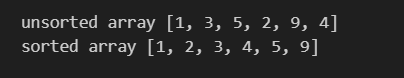 unsorted array [1, 3, 5, 2, 9, 4]
sorted array [1, 2, 3, 4, 5, 9]